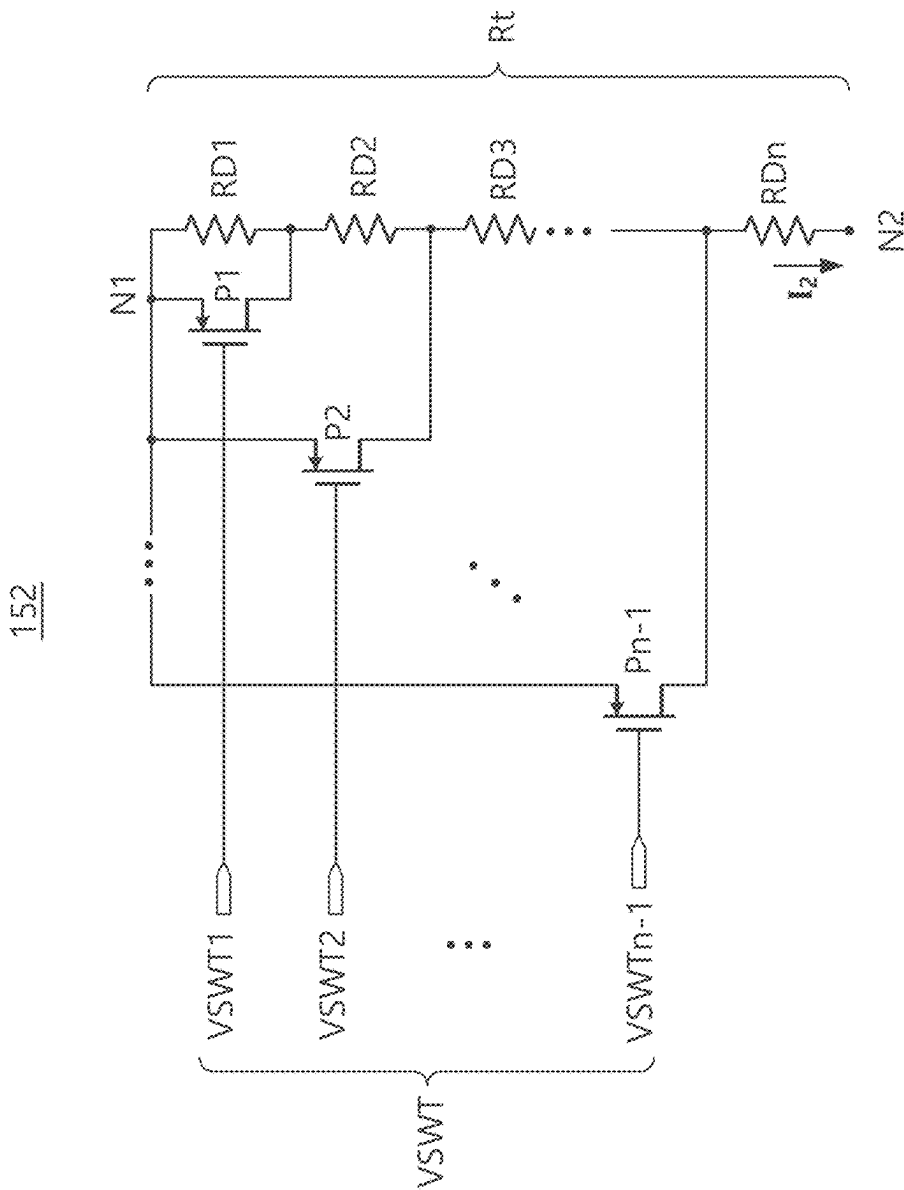 152
N1
RD1
P1
RD2
P2
RD3
Pn-1
RDn
I2
N2
Rt
VSWT1
VSWT2
VSWTn-1
VSWT